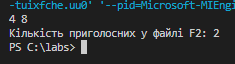 -tuixfche.uu0' '--pid=Microsoft-MIEngi
4 8
Кількість приголосних у файлі F2: 2
PS C:\labs>